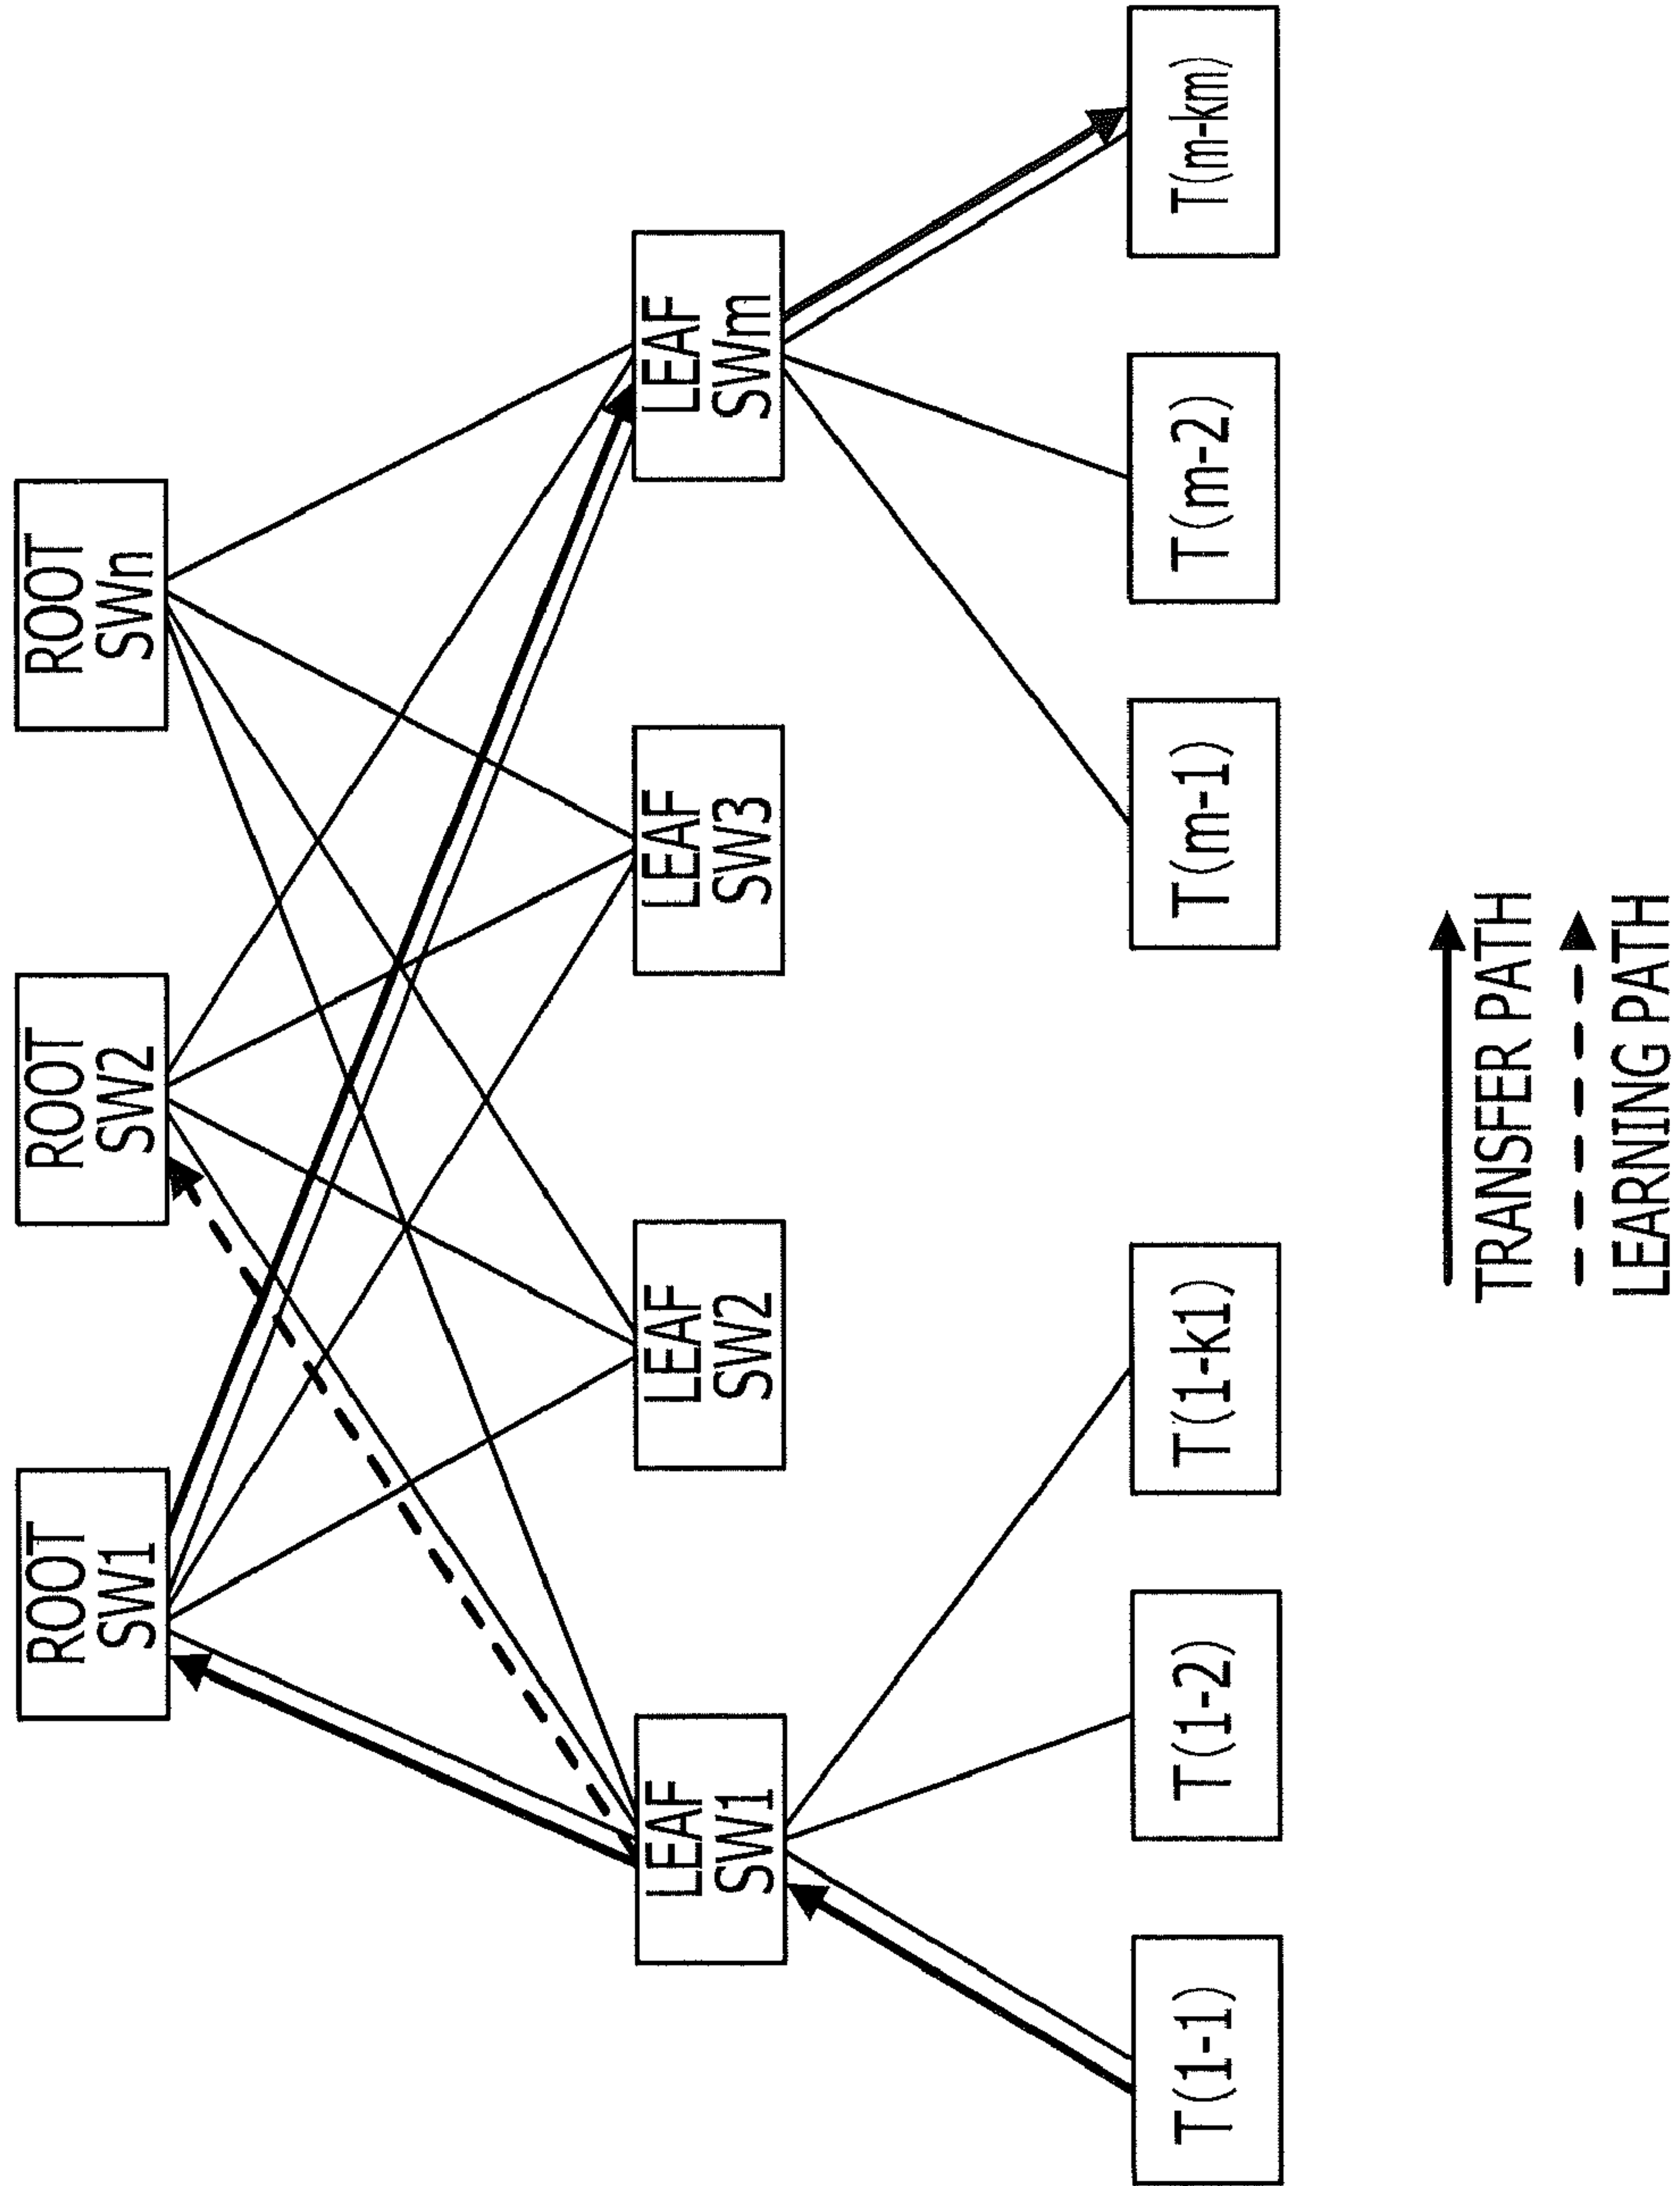 ROOT
SW1
ROOT
SW2
ROOT
SWn
LEAF
SW1
LEAF
SW2
LEAF
SW3
LEAF
SWm
T(1-1)
T(1-2)
T(1-k1)
T(m-1)
T(m-2)
T(m-km)
TRANSFER PATH
LEARNING PATH